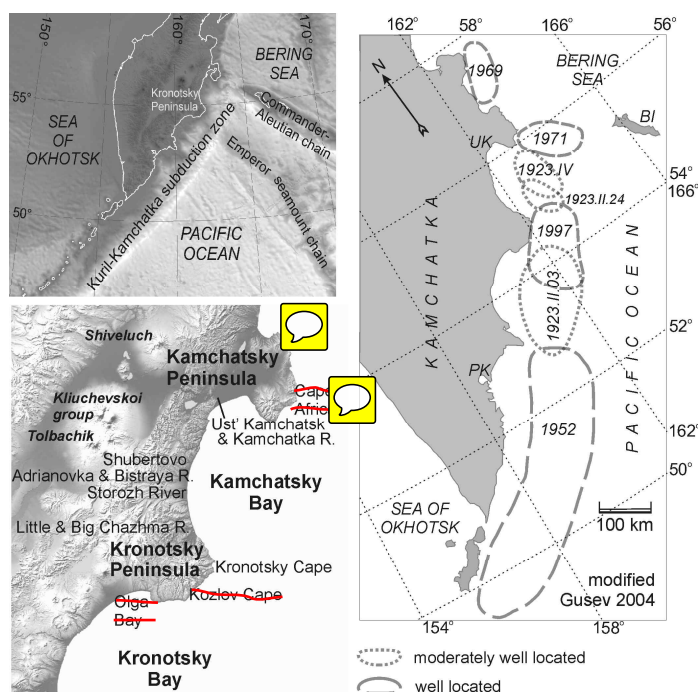 150°
160°
170°
BERING
SEA
Kronotsky
Peninsula
55°
SEA
OF
OKHOTSK
Commander-
Aleutian chain
Kuril-Kamchatka subduction zone
Emperor seamount chain
50°
PACIFIC
OCEAN
Shiveluch
Kamchatsky
Peninsula
Kliuchevskoi
group
Cape
Afri
Tolbachik
Ust' Kamchatsk
& Kamchatka R.
Shubertovo
Adrianovka & Bistraya R.
Storozh River
Kamchatsky
Bay
Little & Big Chazhma R.
Kronotsky
Peninsula
Kronotsky Cape
Kozlov Cape
Olga
Bay
Kronotsky
Bay
162°
58°
166°
56°
N
1969
BERING
SEA
BI
UK
1971
1923.IV
54°
166°
1923.II.24
1997
KAMCHATKA
PACIFIC OCEAN
1923.II.03
52°
PK
1952
162°
50°
SEA OF
OKHOTSK
100 km
modified
Gusev 2004
154°
158°
moderately well located
well located